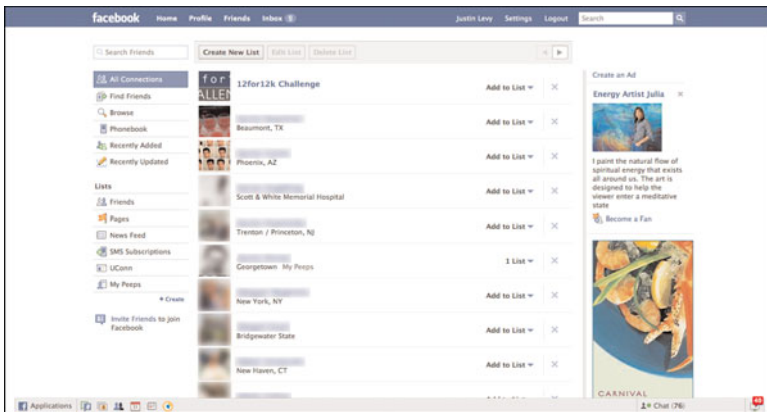 facebook Home Profile Friends Inbox 5 Justin Levy Settings Logout Search
Search Friends
Create New List Edit List Delete List
All Connections
Find Friends
Browse
Phonebook
Recently Added
Recently Updated
Lists
Friends
Pages
News Feed
SMS Subscriptions
UConn
My Peeps
+ Create
Invite Friends to join
Facebook
for
ALLEN
12for12k Challenge
Add to List
Beaumont, TX
Add to List
Phoenix, AZ
Add to List
Scott & White Memorial Hospital
Add to List
Trenton / Princeton, NJ
Add to List
Georgetown My Peeps
1 List
New York, NY
Add to List
Bridgewater State
Add to List
New Haven, CT
Add to List
Create an Ad
Energy Artist Julia
I paint the natural flow of
spiritual energy that exists
all around us. The art is
designed to help the
viewer enter a meditative
state
Become a Fan
CARNIVAL
Applications
Chat (76)